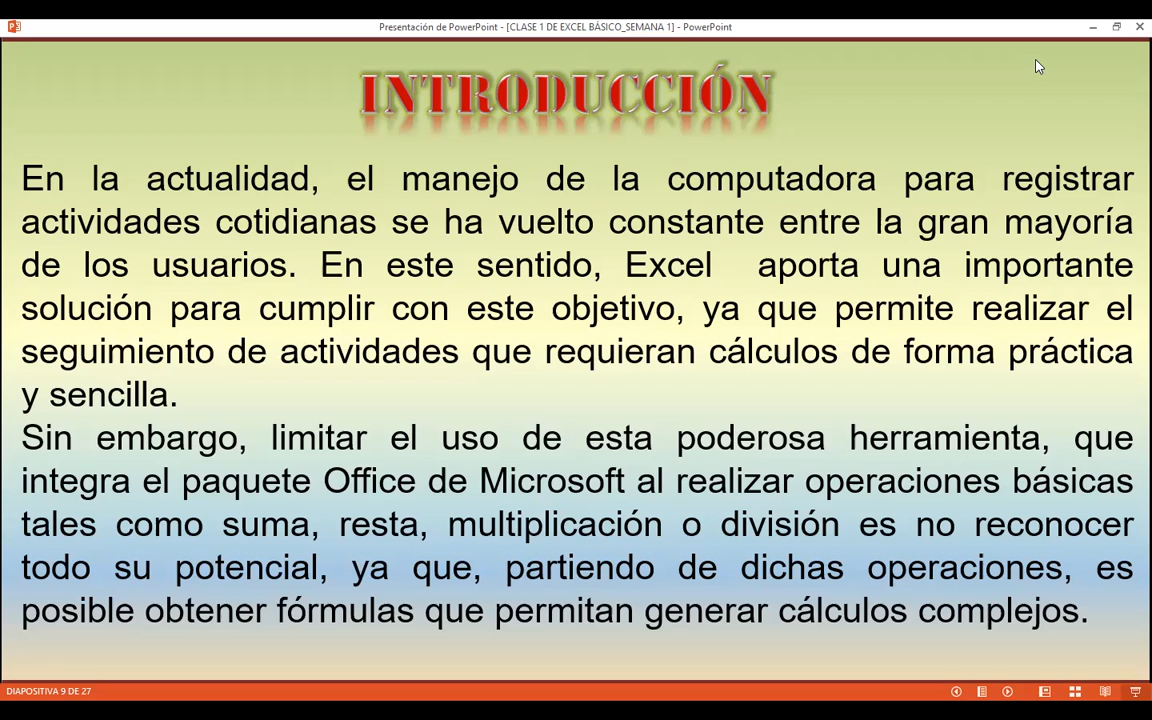 Presentación de PowerPoint - [CLASE 1 DE EXCEL BÁSICO_SEMANA 1] - PowerPoint
INTRODUCCIÓN
En la actualidad, el manejo de la computadora para registrar
actividades cotidianas se ha vuelto constante entre la gran mayoría
de los usuarios. En este sentido, Excel aporta una importante
solución para cumplir con este objetivo, ya que permite realizar el
seguimiento de actividades que requieran cálculos de forma práctica
y sencilla.
Sin embargo, limitar el uso de esta poderosa herramienta, que
integra el paquete Office de Microsoft al realizar operaciones básicas
tales como suma, resta, multiplicación o división es no reconocer
todo su potencial, ya que, partiendo de dichas operaciones, es
posible obtener fórmulas que permitan generar cálculos complejos.
DIAPOSITIVA 9 DE 27